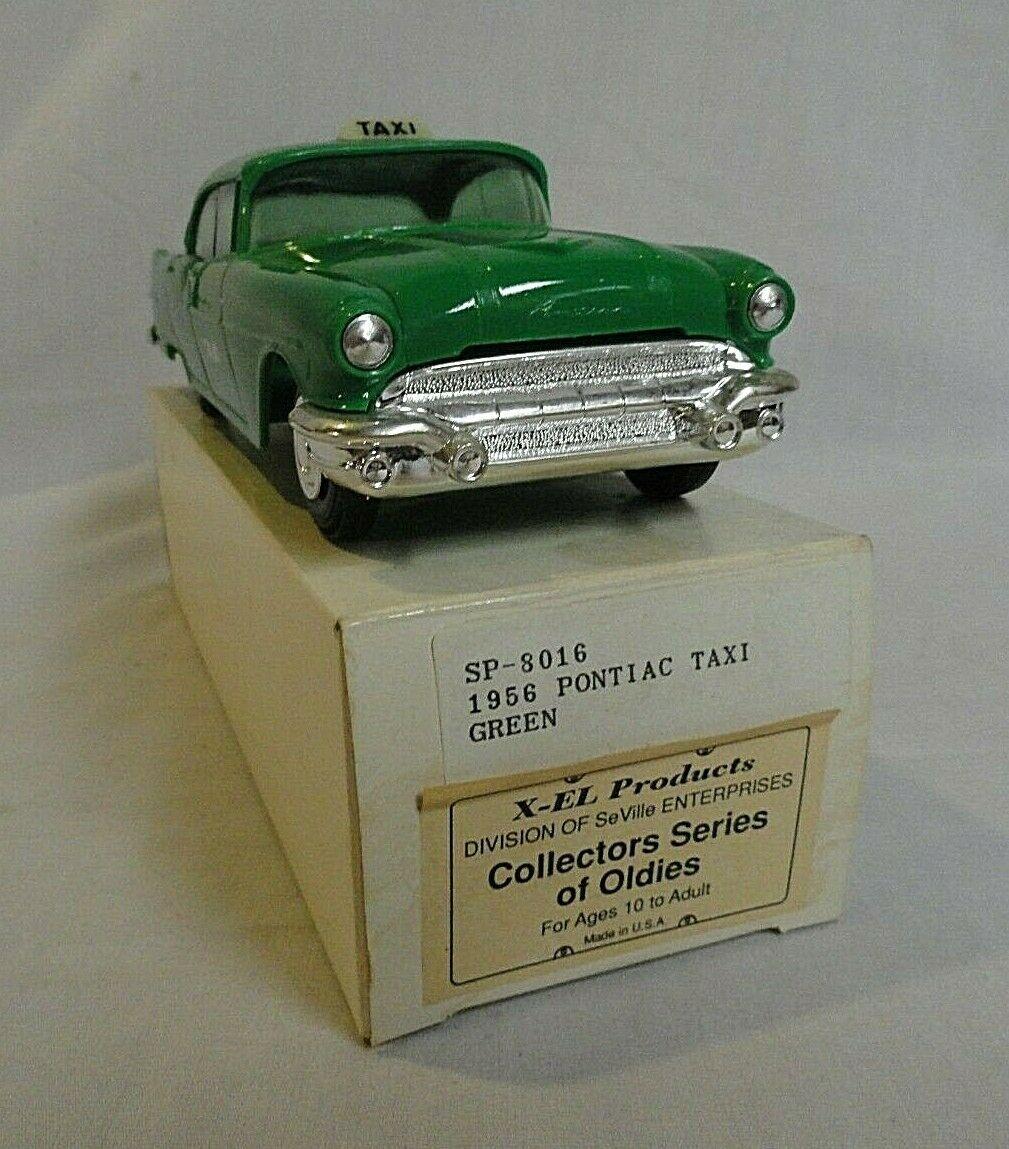 TAXI
SP-8016
1956 PONTIAC TAXI
GREEN
X-EL Products
DIVISION OF SeVille ENTERPRISES
Collectors Series
of Oldies
For Ages 10 to Adult
Made in U.S.A.